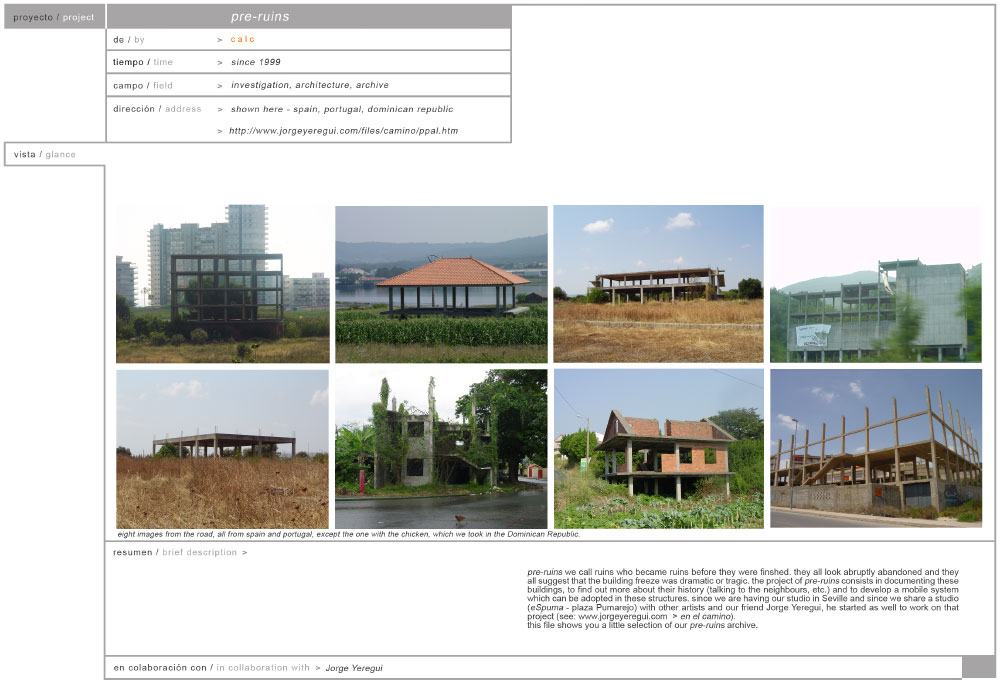 proyecto / project pre-ruins
de / by > calc
tiempo / time > since 1999
campo / field > investigation, architecture, archive
dirección / address > shown here - spain, portugal, dominican republic
> http://www.jorgeyeregui.com/files/camino/ppal.htm
vista / glance
eight images from the road, all from spain and portugal, except the one with the chicken, which we took in the Dominican Republic.
resumen / brief description >
pre-ruins we call ruins who became ruins before they were finshed. they all look abruptly abandoned and they
all suggest that the building freeze was dramatic or tragic. the project of pre-ruins consists in documenting these
buildings, to find out more about their history (talking to the neighbours, etc.) and to develop a mobile system
which can be adopted in these structures. since we are having our studio in Seville and since we share a studio
(eSpuma - plaza Pumarejo) with other artists and our friend Jorge Yeregui, he started as well to work on that
project (see: www.jorgeyeregui.com > en el camino).
this file shows you a little selection of our pre-ruins archive.
en colaboración con / in collaboration with > Jorge Yeregui